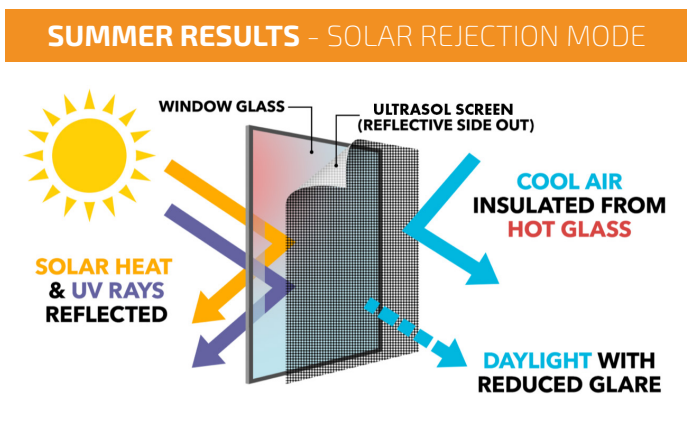 SUMMER RESULTS - SOLAR REJECTION MODE
WINDOW GLASS
ULTRASOL SCREEN
(REFLECTIVE SIDE OUT)
COOL AIR
INSULATED FROM
HOT GLASS
SOLAR HEAT
& UV RAYS
REFLECTED
DAYLIGHT WITH
REDUCED GLARE